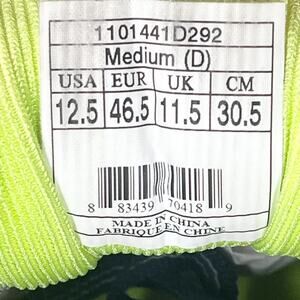 1101441D292
Medium (D)
USA EUR UK CM
12.5 46.5 11.5 30.5
8 83439 70418 9
MADE IN CHINA
FABRIQUE EN CHINE